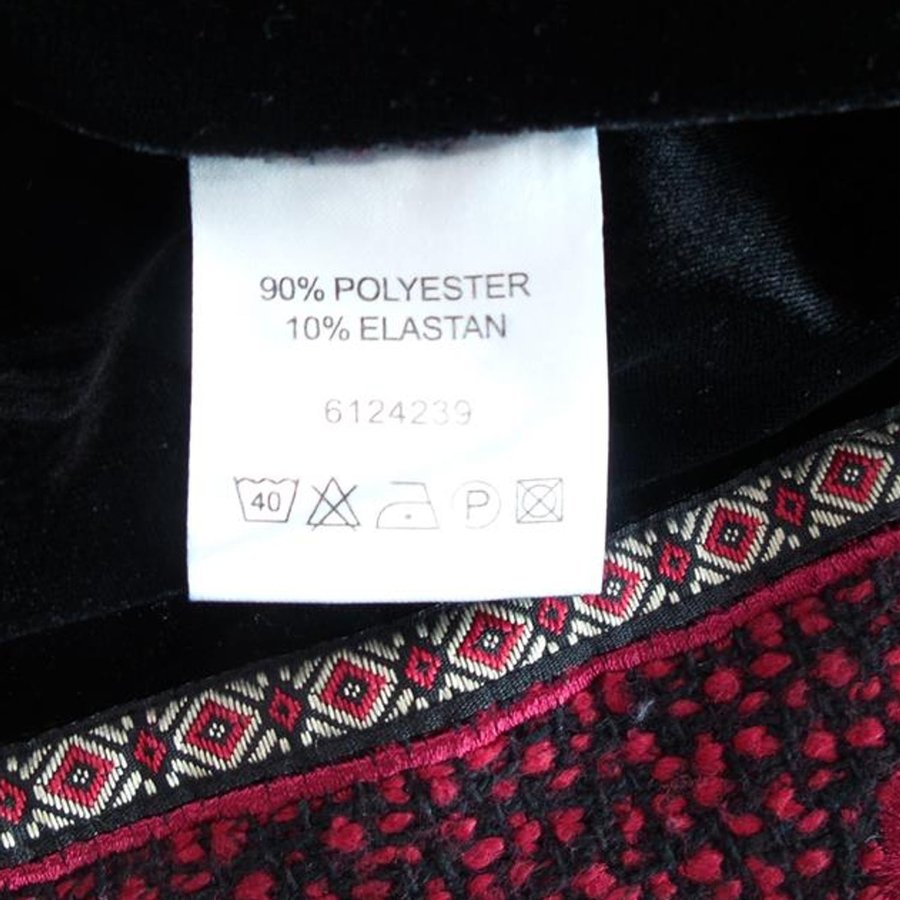 90% POLYESTER
10% ELASTAN
6124239
40 P